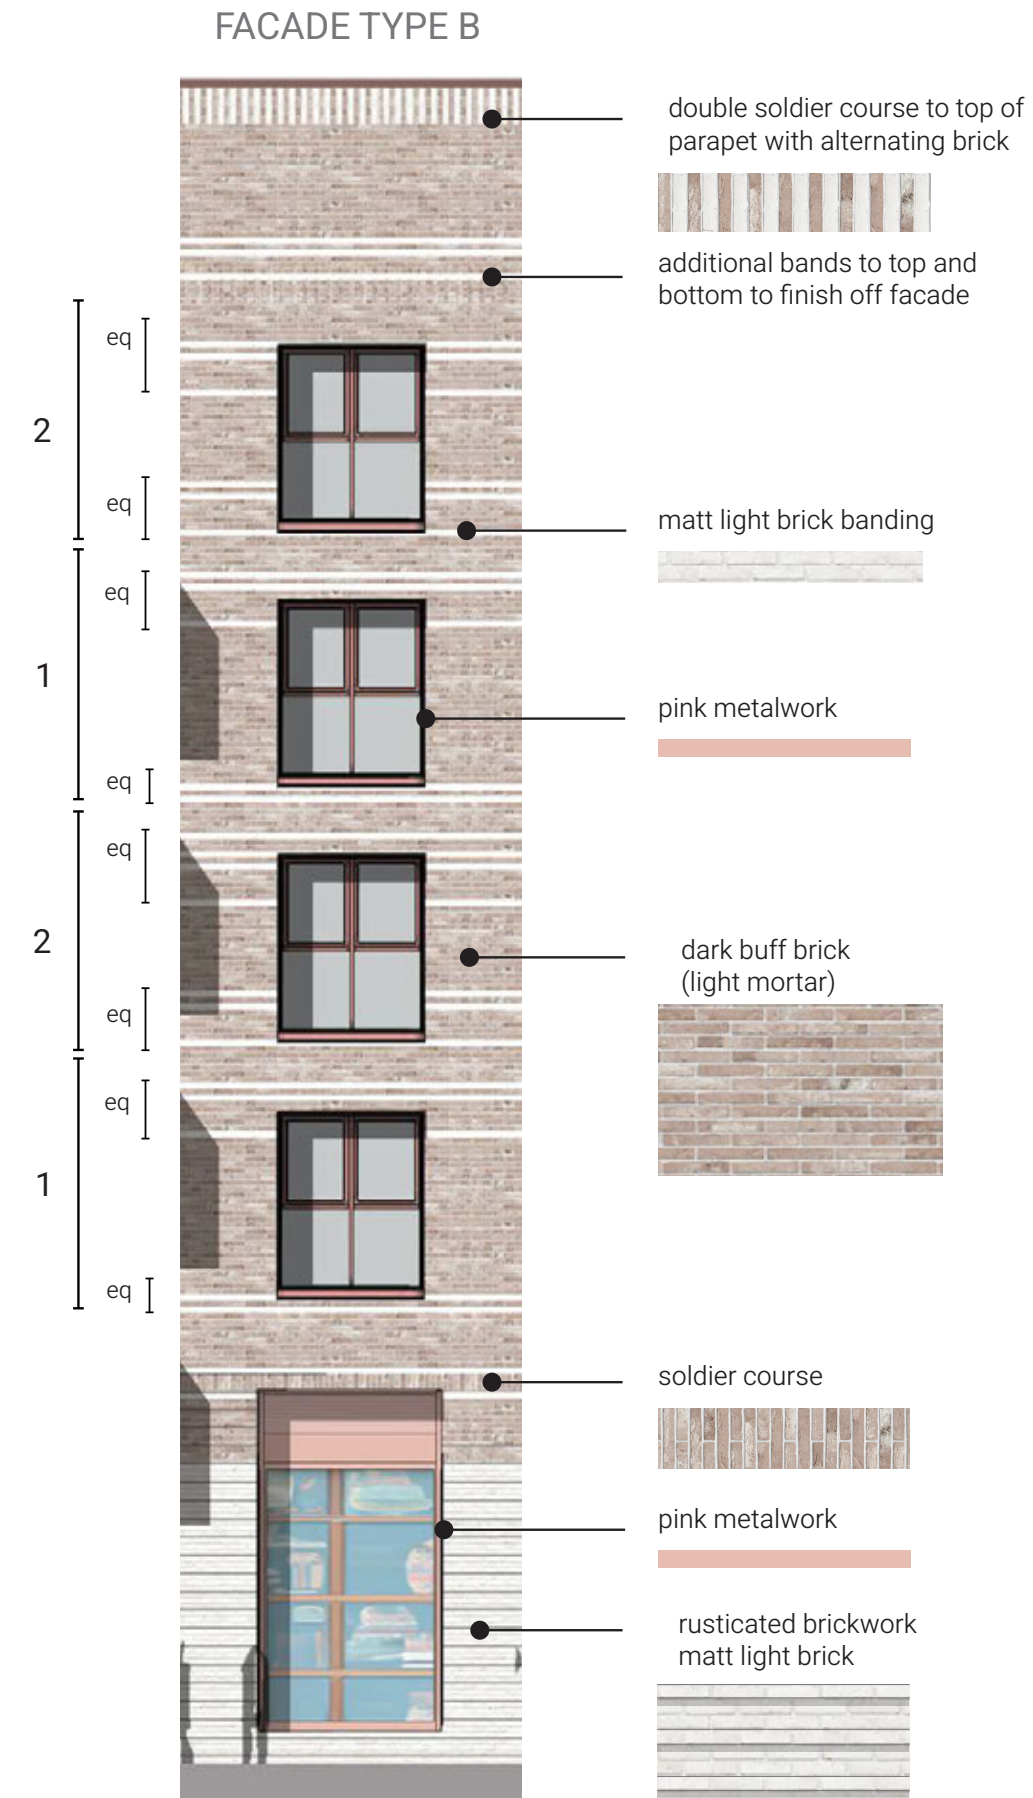 FACADE TYPE B
double soldier course to top of
parapet with alternating brick
additional bands to top and
bottom to finish off facade
eq
2
eq
matt light brick banding
eq
1
pink metalwork
eq
eq
2
dark buff brick
(light mortar)
eq
eq
1
eq
soldier course
pink metalwork
rusticated brickwork
matt light brick